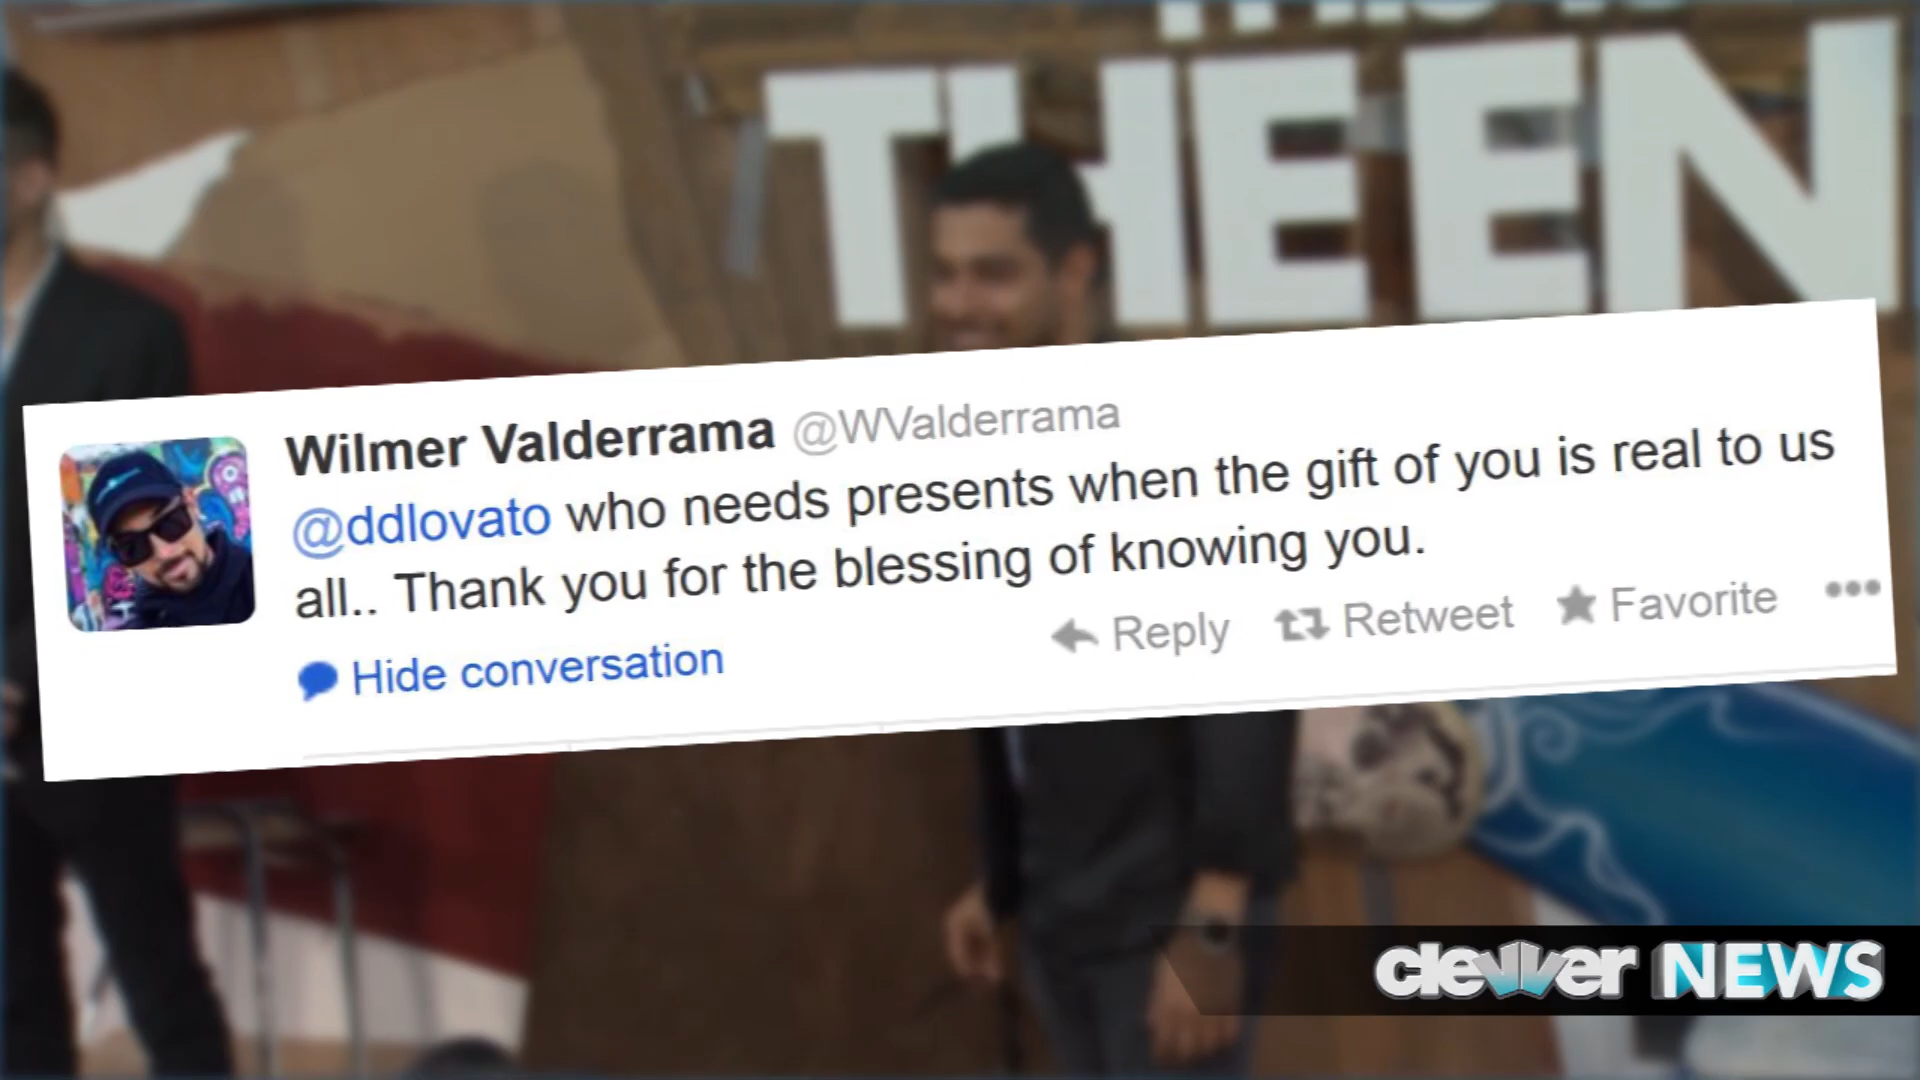 THEEN
Wilmer Valderrama @WValderrama
@ddlovato who needs presents when the gift of you is real to us
all.. Thank you for the blessing of knowing you.
Hide conversation Reply Retweet Favorite
clevver NEWS